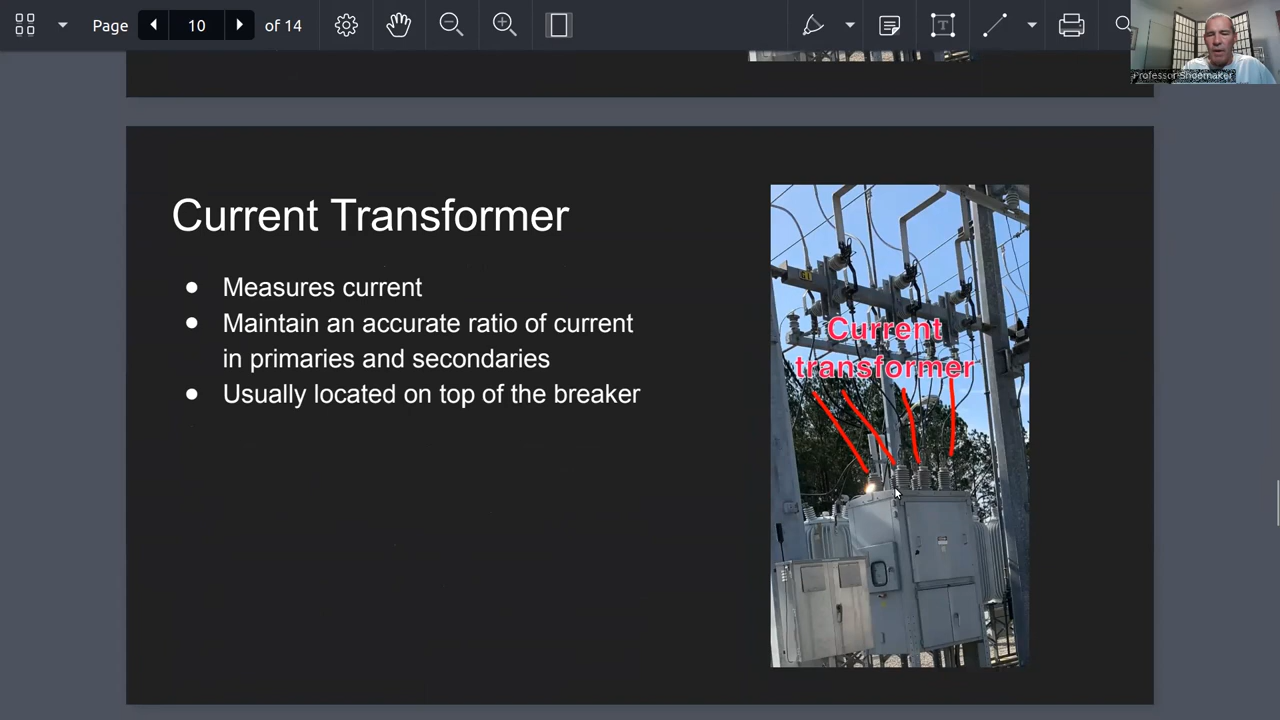 Page 10 of 14
Professor Shoemaker
Current Transformer
● Measures current
● Maintain an accurate ratio of current
in primaries and secondaries
● Usually located on top of the breaker
Current
transformer